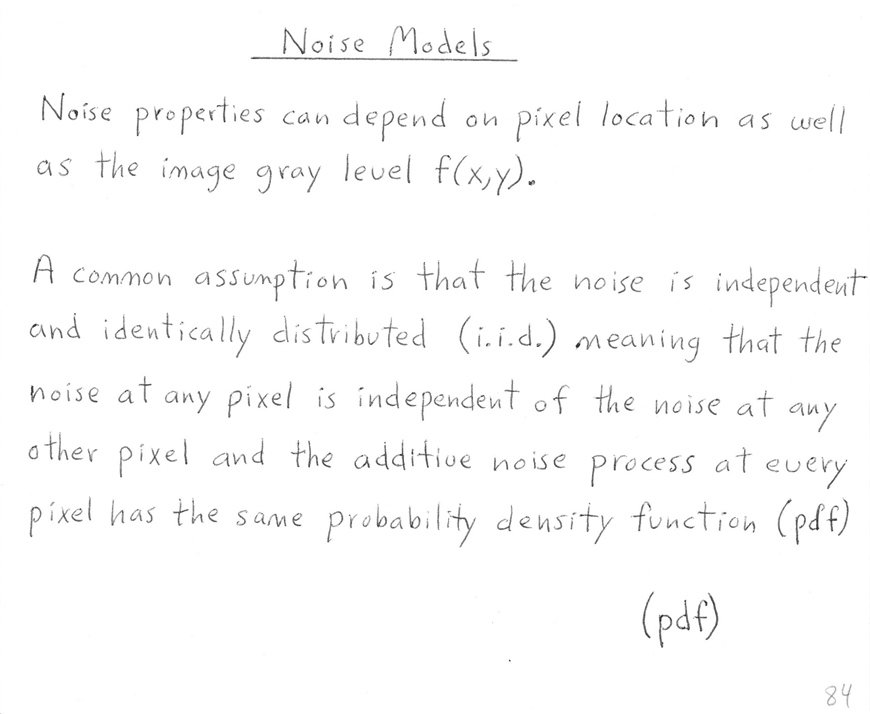 Noise Models
Noise properties can depend on pixel location as well
as the image gray level f(x,y).
A common assumption is that the noise is independent
and identically distributed (i.i.d.) meaning that the
noise at any pixel is independent of the noise at any
other pixel and the additive noise process at every
pixel has the same probability density function (pdf)
(pdf)
84